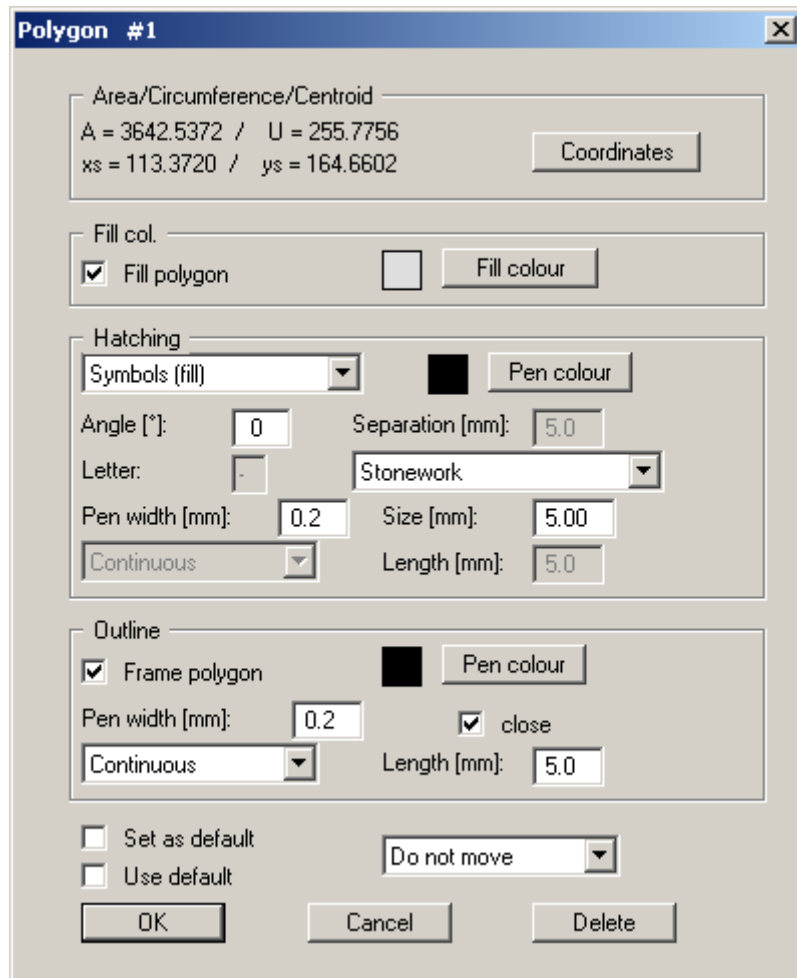 Polygon #1
Area/Circumference/Centroid
A = 3642.5372 / U = 255.7756
xs = 113.3720 / ys = 164.6602
Coordinates
Fill col.
Fill polygon
Fill colour
Hatching
Symbols (fill)
Pen colour
Angle [°]: 0 Separation [mm]: 5.0
Letter: - Stonework
Pen width [mm]: 0.2 Size [mm]: 5.00
Continuous Length [mm]: 5.0
Outline
Frame polygon Pen colour
Pen width [mm]: 0.2 close
Continuous Length [mm]: 5.0
Set as default
Do not move
Use default
OK Cancel Delete